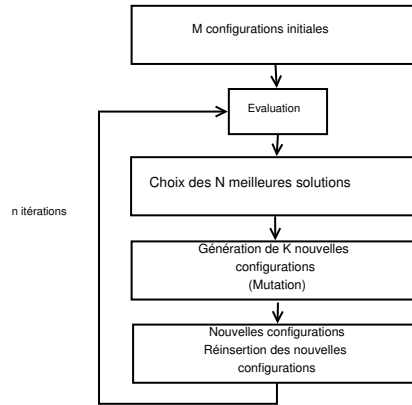 M configurations initiales
Evaluation
Choix des N meilleures solutions
n itérations
Génération de K nouvelles
configurations
(Mutation)
Nouvelles configurations
Réinsertion des nouvelles
configurations